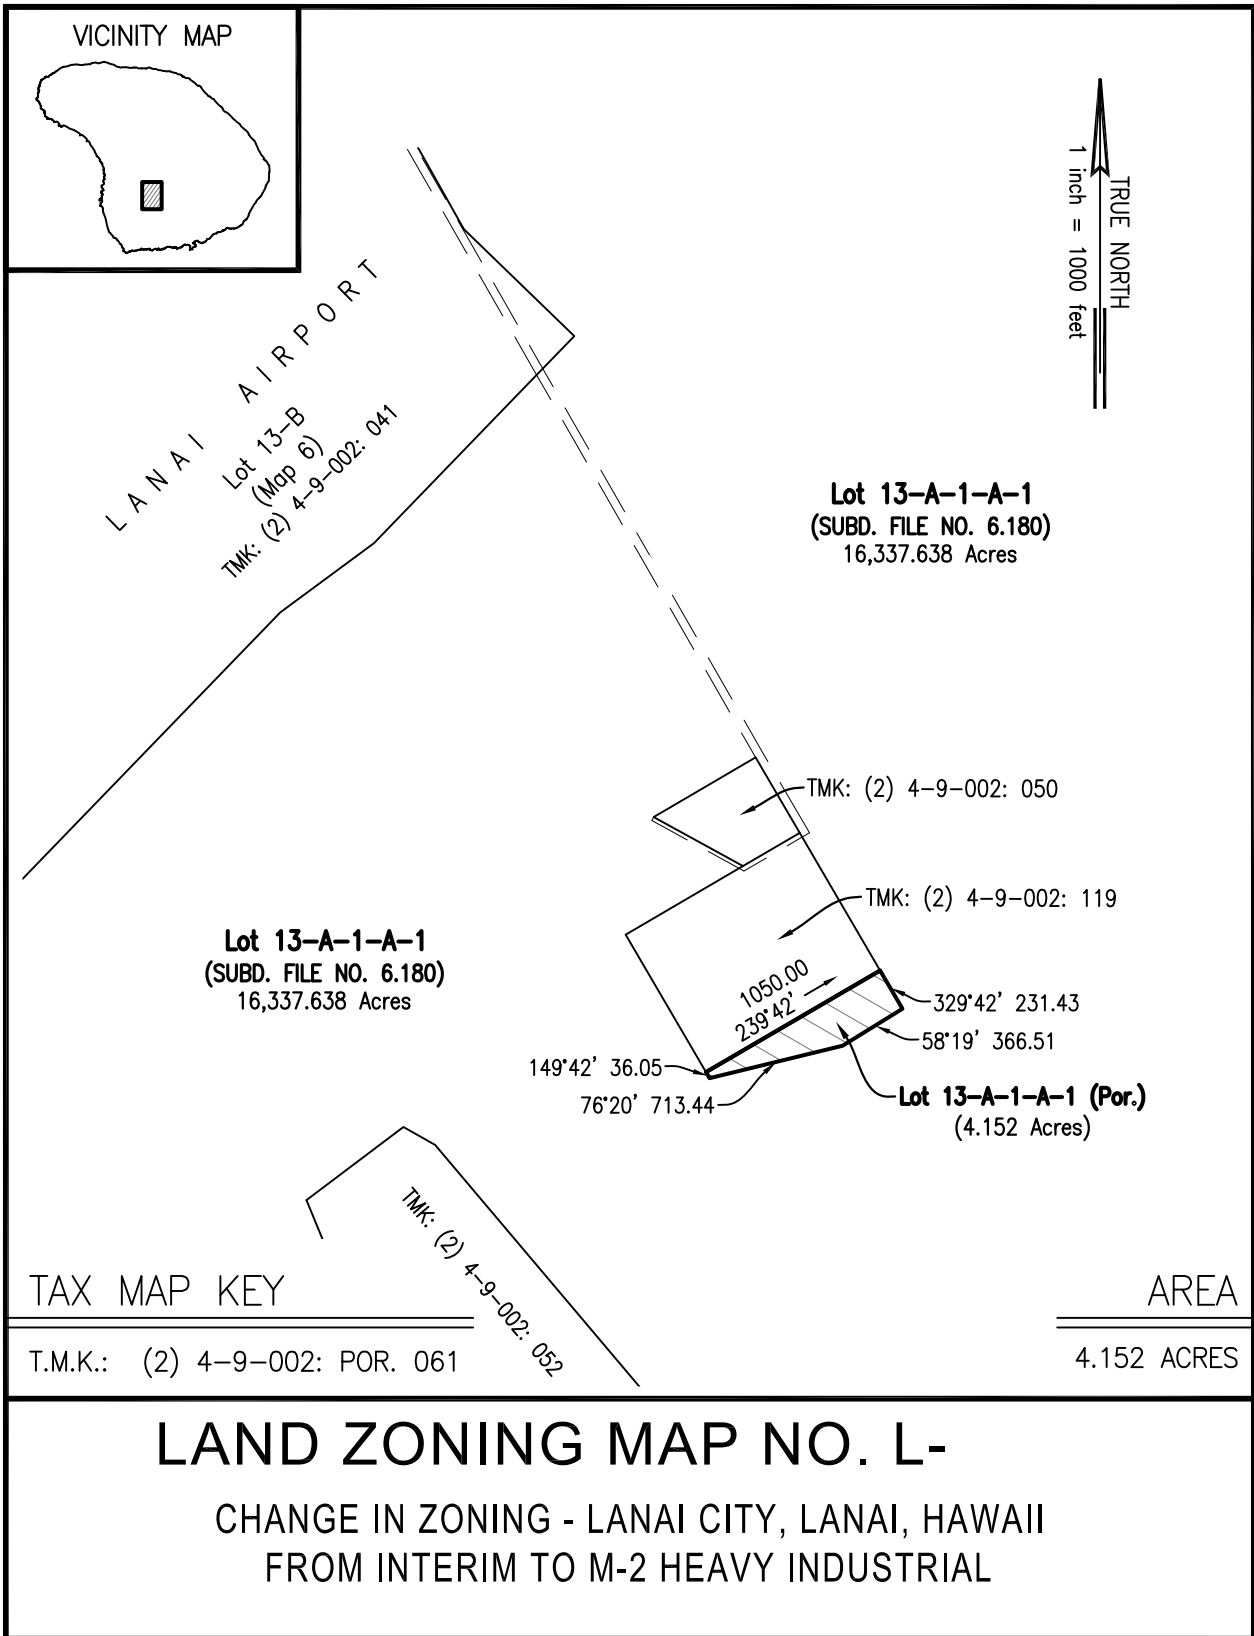 VICINITY MAP
TRUE NORTH
1 inch = 1000 feet
LANAI AIRPORT
Lot 13-B
(Map 6)
TMK: (2) 4-9-002: 041
Lot 13-A-1-A-1
(SUBD. FILE NO. 6.180)
16,337.638 Acres
TMK: (2) 4-9-002: 050
TMK: (2) 4-9-002: 119
Lot 13-A-1-A-1
(SUBD. FILE NO. 6.180)
16,337.638 Acres
1050.00
239°42'
329°42' 231.43
58°19' 366.51
149°42' 36.05
76°20' 713.44
Lot 13-A-1-A-1 (Por.)
(4.152 Acres)
TMK: (2) 4-9-002: 052
TAX MAP KEY
T.M.K.: (2) 4-9-002: POR. 061
AREA
4.152 ACRES
LAND ZONING MAP NO. L-
CHANGE IN ZONING - LANAI CITY, LANAI, HAWAII
FROM INTERIM TO M-2 HEAVY INDUSTRIAL